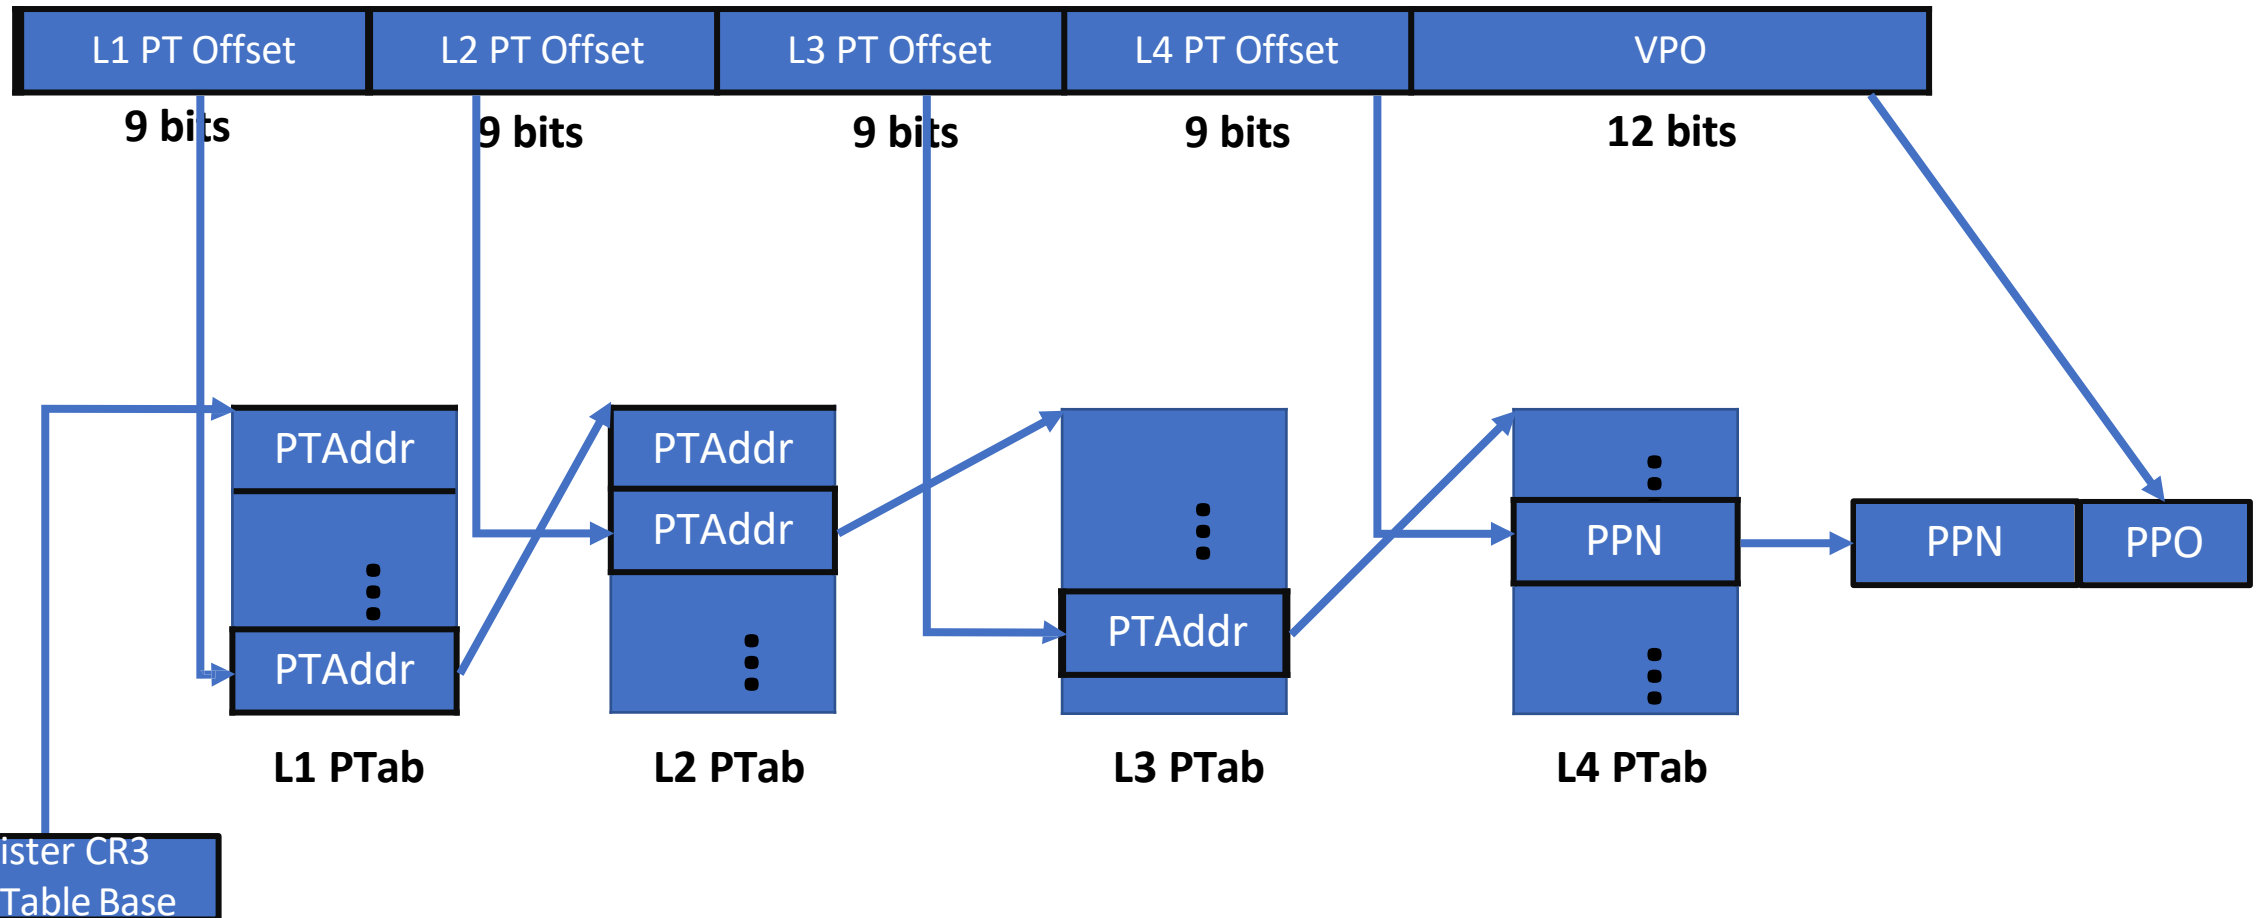 L1 PT Offset
L2 PT Offset
L3 PT Offset
L4 PT Offset
VPO
9 bits
9 bits
9 bits
9 bits
12 bits
PTAddr
PTAddr
PTAddr
PTAddr
PTAddr
PPN
PPN
PPO
L1 PTab
L2 PTab
L3 PTab
L4 PTab
ister CR3
Table Base